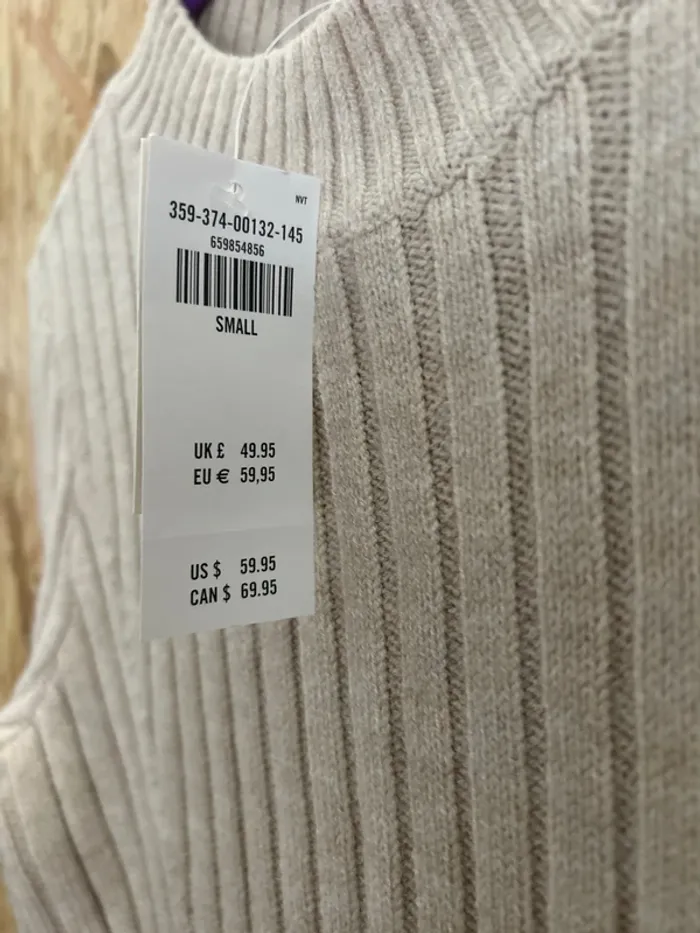 NVT
359-374-00132-145
659854856
SMALL
UK £ 49.95
EU € 59,95
US $ 59.95
CAN $ 69.95